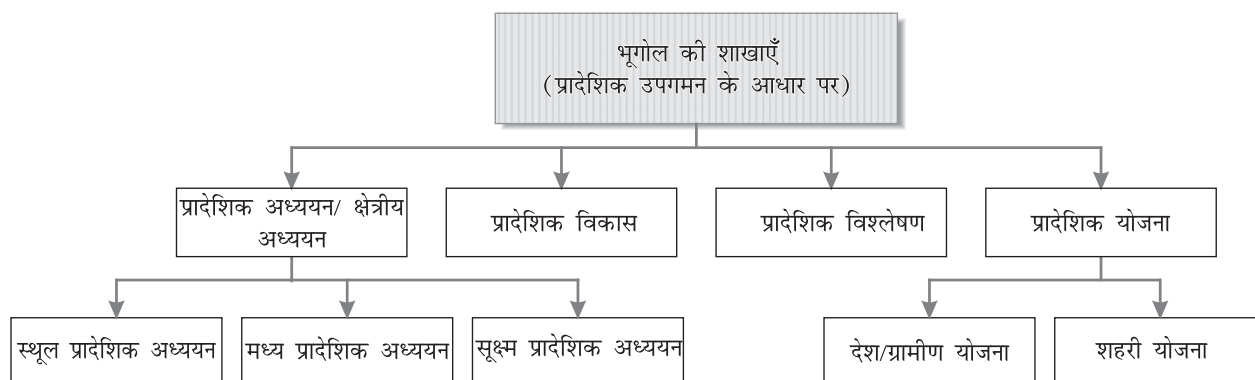 भूगोल की शाखाएँ
(प्रादेशिक उपगमन के आधार पर)
प्रादेशिक अध्ययन/ क्षेत्रीय
अध्ययन
प्रादेशिक विकास
प्रादेशिक विश्लेषण
प्रादेशिक योजना
स्थूल प्रादेशिक अध्ययन
मध्य प्रादेशिक अध्ययन
सूक्ष्म प्रादेशिक अध्ययन
देश/ग्रामीण योजना
शहरी योजना